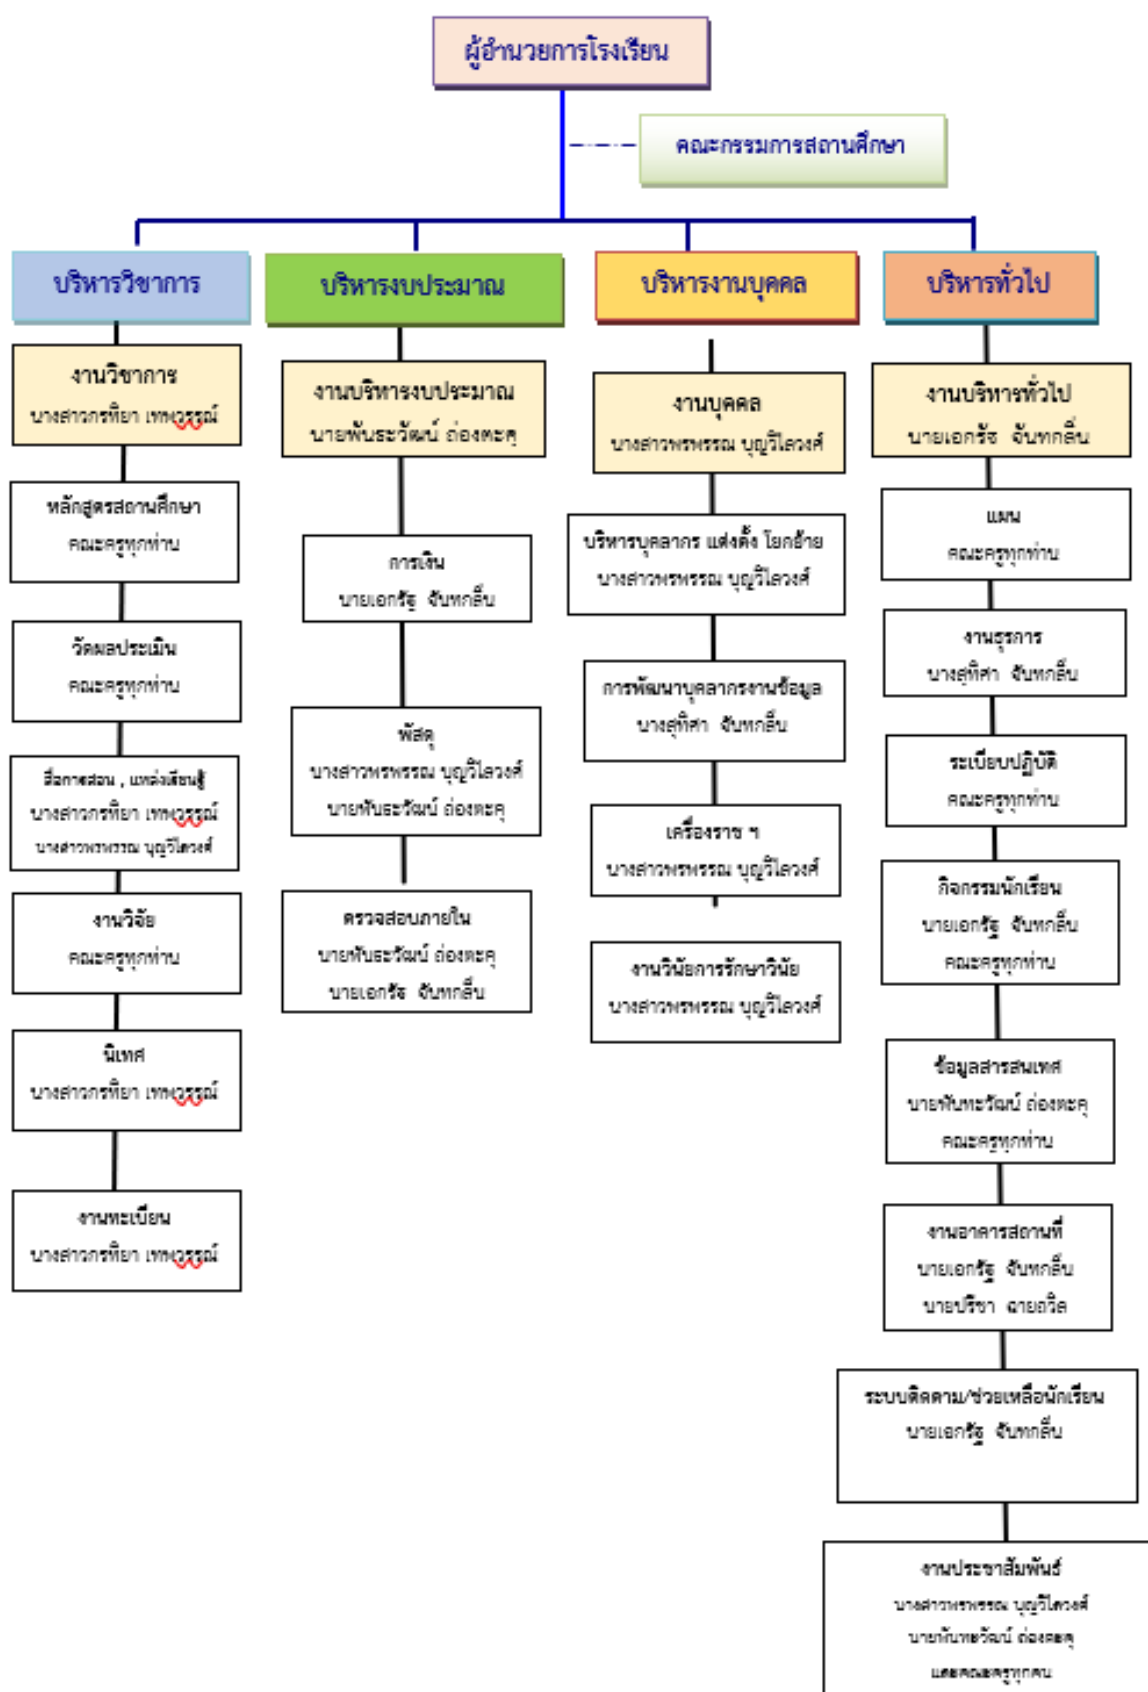 ผู้อำนวยการโรงเรียน
คณะกรรมการสถานศึกษา
บริหารวิชาการ
งานวิชาการ
นางสาวกรทิยา เทพวรรณ์
หลักสูตรสถานศึกษา
คณะครูทุกท่าน
วัดผลประเมิน
คณะครูทุกท่าน
สื่อการสอน , แหล่งเรียนรู้
นางสาวกรทิยา เทพวรรณ์
นางสาวพรพรรณ บุญวิไลวงศ์
งานวิจัย
คณะครูทุกท่าน
นิเทศ
นางสาวกรทิยา เทพวรรณ์
งานทะเบียน
นางสาวกรทิยา เทพวรรณ์
บริหารงบประมาณ
งานบริหารงบประมาณ
นายพันธะวัฒน์ ถ่องตะคุ
การเงิน
นายเอกรัฐ จันทกลิ่น
พัสดุ
นางสาวพรพรรณ บุญวิไลวงศ์
นายพันธะวัฒน์ ถ่องตะคุ
ตรวจสอบภายใน
นายพันธะวัฒน์ ถ่องตะคุ
นายเอกรัฐ จันทกลิ่น
บริหารงานบุคคล
งานบุคคล
นางสาวพรพรรณ บุญวิไลวงศ์
บริหารบุคลากร แต่งตั้ง โยกย้าย
นางสาวพรพรรณ บุญวิไลวงศ์
การพัฒนาบุคลากรงานข้อมูล
นางสุทิศา จันทกลิ่น
เครื่องราช ฯ
นางสาวพรพรรณ บุญวิไลวงศ์
งานวินัยการรักษาวินัย
นางสาวพรพรรณ บุญวิไลวงศ์
บริหารทั่วไป
งานบริหารทั่วไป
นายเอกรัฐ จันทกลิ่น
แผน
คณะครูทุกท่าน
งานธุรการ
นางสุทิศา จันทกลิ่น
ระเบียบปฏิบัติ
คณะครูทุกท่าน
กิจกรรมนักเรียน
นายเอกรัฐ จันทกลิ่น
คณะครูทุกท่าน
ข้อมูลสารสนเทศ
นายพันทะวัฒน์ ถ่องตะคุ
คณะครูทุกท่าน
งานอาคารสถานที่
นายเอกรัฐ จันทกลิ่น
นายปรีชา ฉายถวิล
ระบบติดตาม/ช่วยเหลือนักเรียน
นายเอกรัฐ จันทกลิ่น
งานประชาสัมพันธ์
นางสาวพรพรรณ บุญวิไลวงศ์
นายพันทะวัฒน์ ถ่องตะคุ
และคณะครูทุกคน